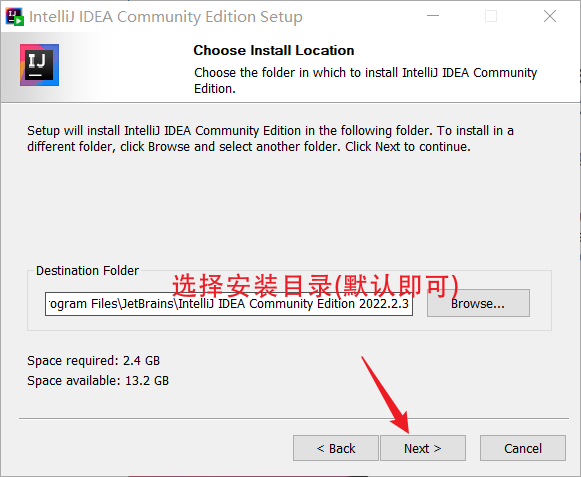 IntelliJ IDEA Community Edition Setup
IJ
Choose Install Location
Choose the folder in which to install IntelliJ IDEA Community
Edition.
Setup will install IntelliJ IDEA Community Edition in the following folder. To install in a
different folder, click Browse and select another folder. Click Next to continue.
Destination Folder
选择安装目录(默认即可)
rogram Files\JetBrains\IntelliJ IDEA Community Edition 2022.2.3
Browse...
Space required: 2.4 GB
Space available: 13.2 GB
< Back
Next >
Cancel